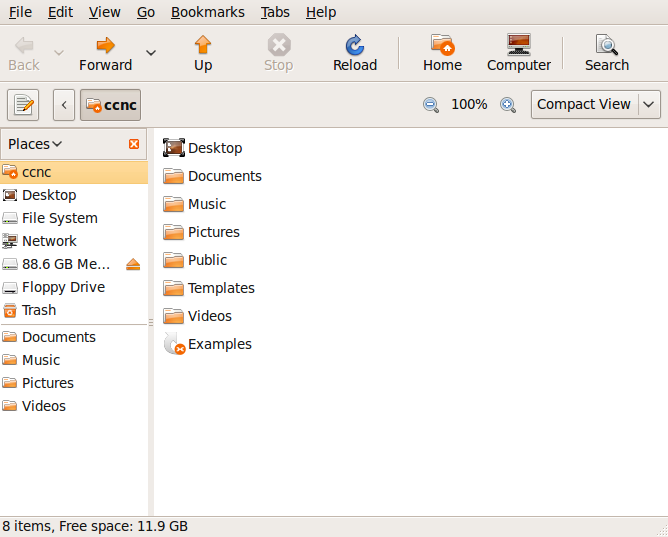 File Edit View Go Bookmarks Tabs Help
Back Forward Up Stop Reload Home Computer Search
ccnc 100% Compact View
Places
ccnc
Desktop
File System
Network
88.6 GB Me...
Floppy Drive
Trash
Documents
Music
Pictures
Videos
Desktop
Documents
Music
Pictures
Public
Templates
Videos
Examples
8 items, Free space: 11.9 GB